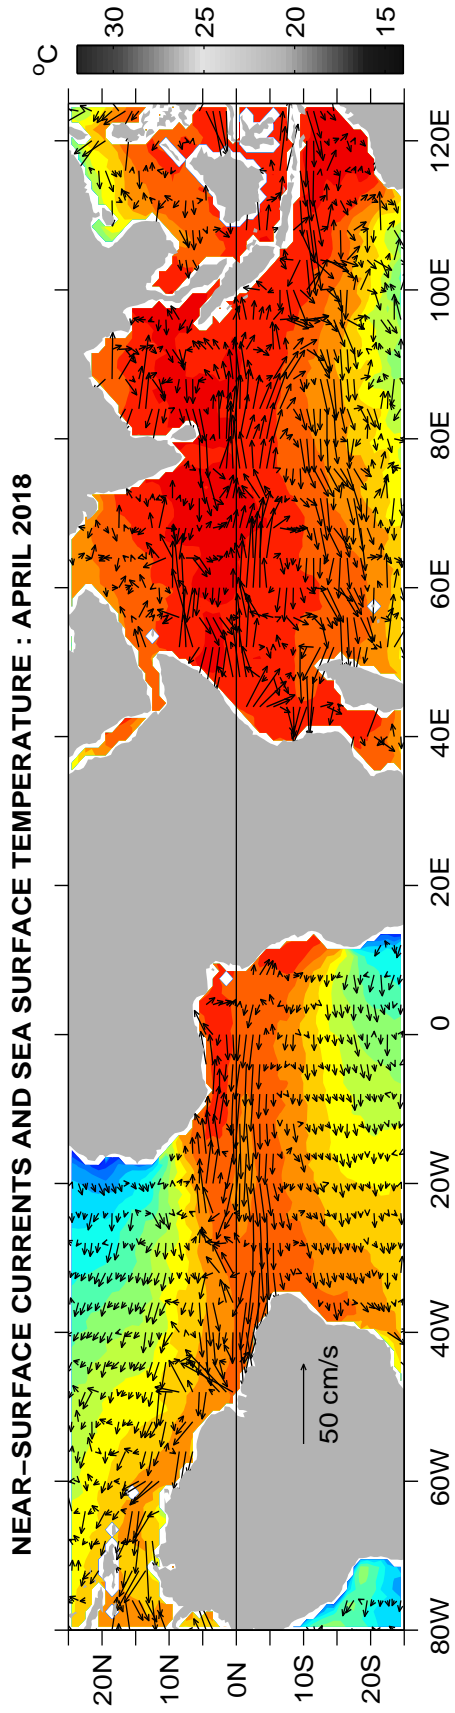 NEAR–SURFACE CURRENTS AND SEA SURFACE TEMPERATURE : APRIL 2018
20N
10N
0N
10S
20S
50 cm/s
80W
60W
40W
20W
0
20E
40E
60E
80E
100E
120E
°C
30
25
20
15